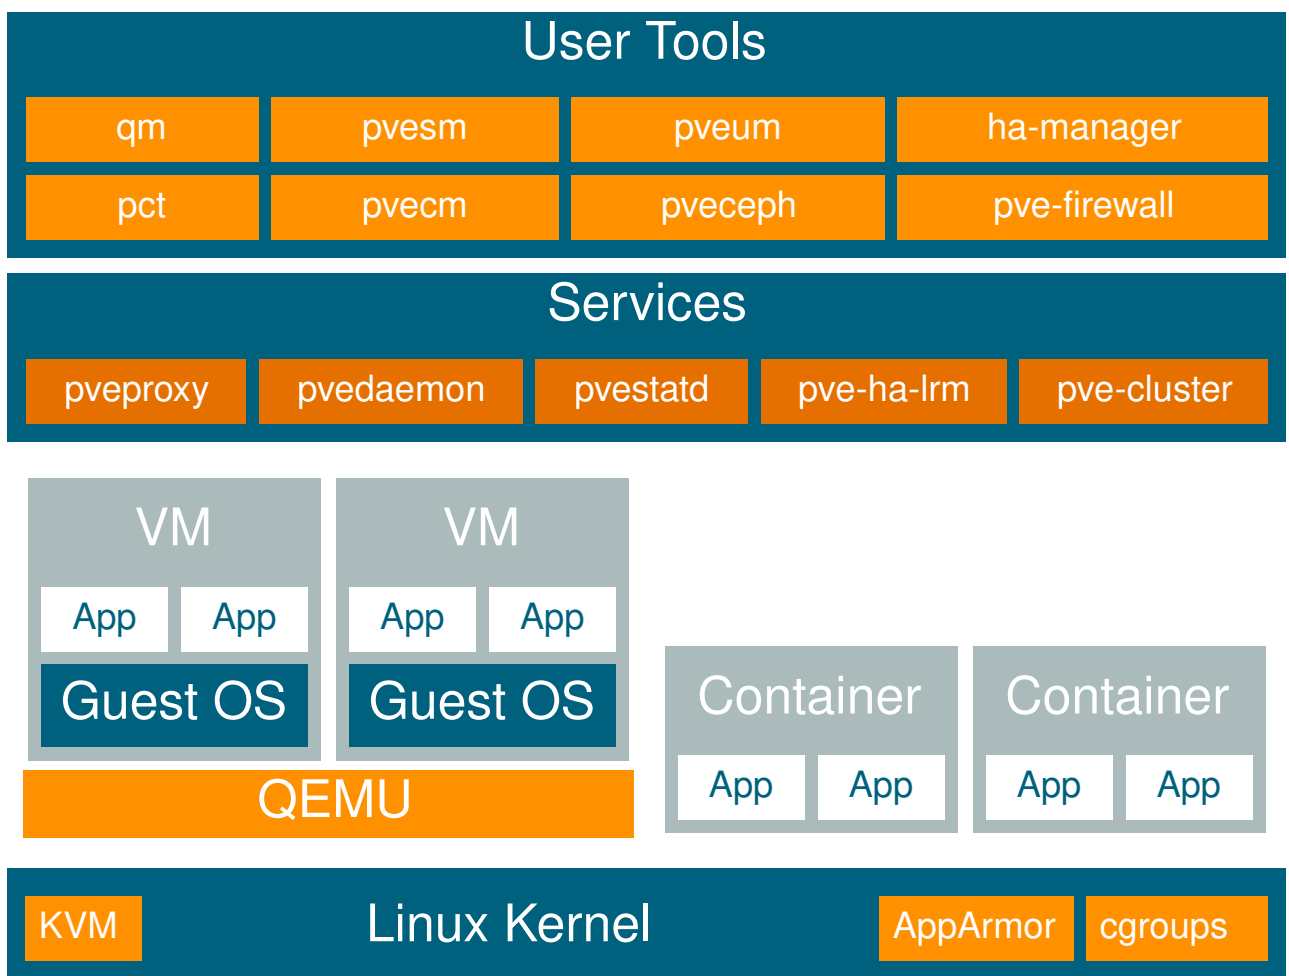 User Tools
qm pvesm pveum ha-manager
pct pvecm pveceph pve-firewall
Services
pveproxy pvedaemon pvestatd pve-ha-lrm pve-cluster
VM VM
App App App App
Guest OS Guest OS
Container Container
App App App App
QEMU
KVM Linux Kernel AppArmor cgroups